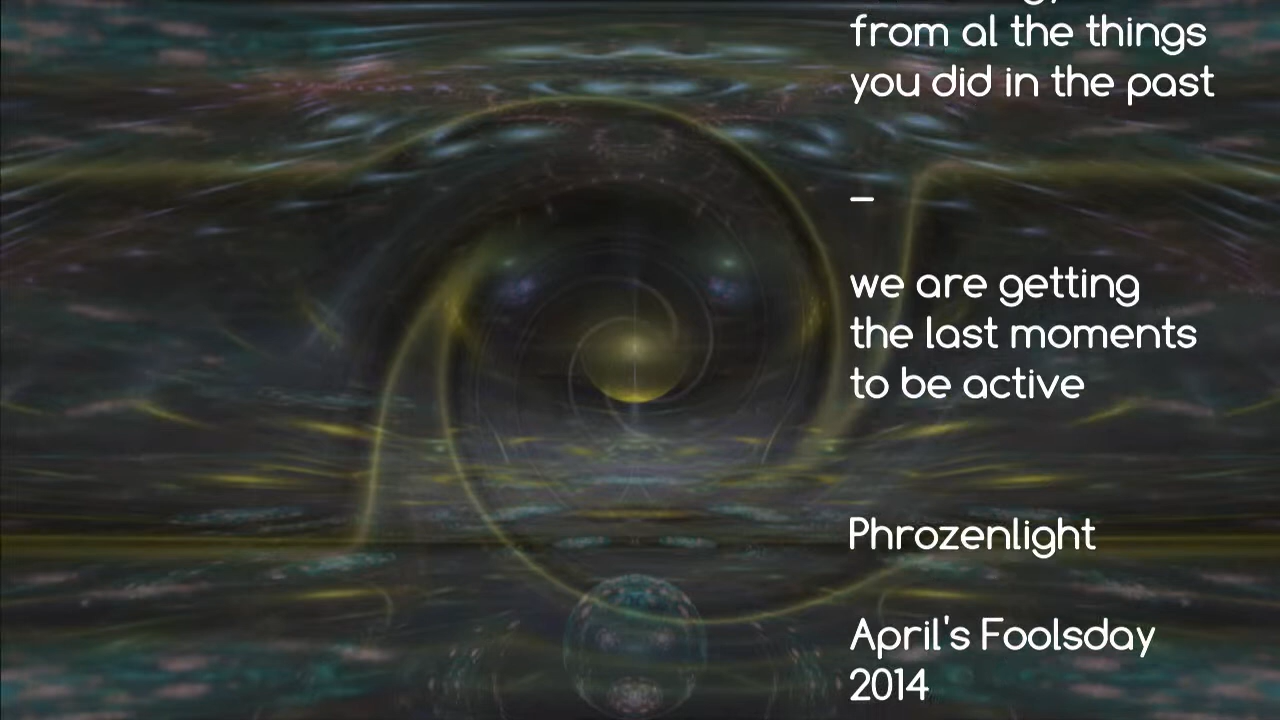 from al the things
you did in the past
–
we are getting
the last moments
to be active
Phrozenlight
April's Foolsday
2014